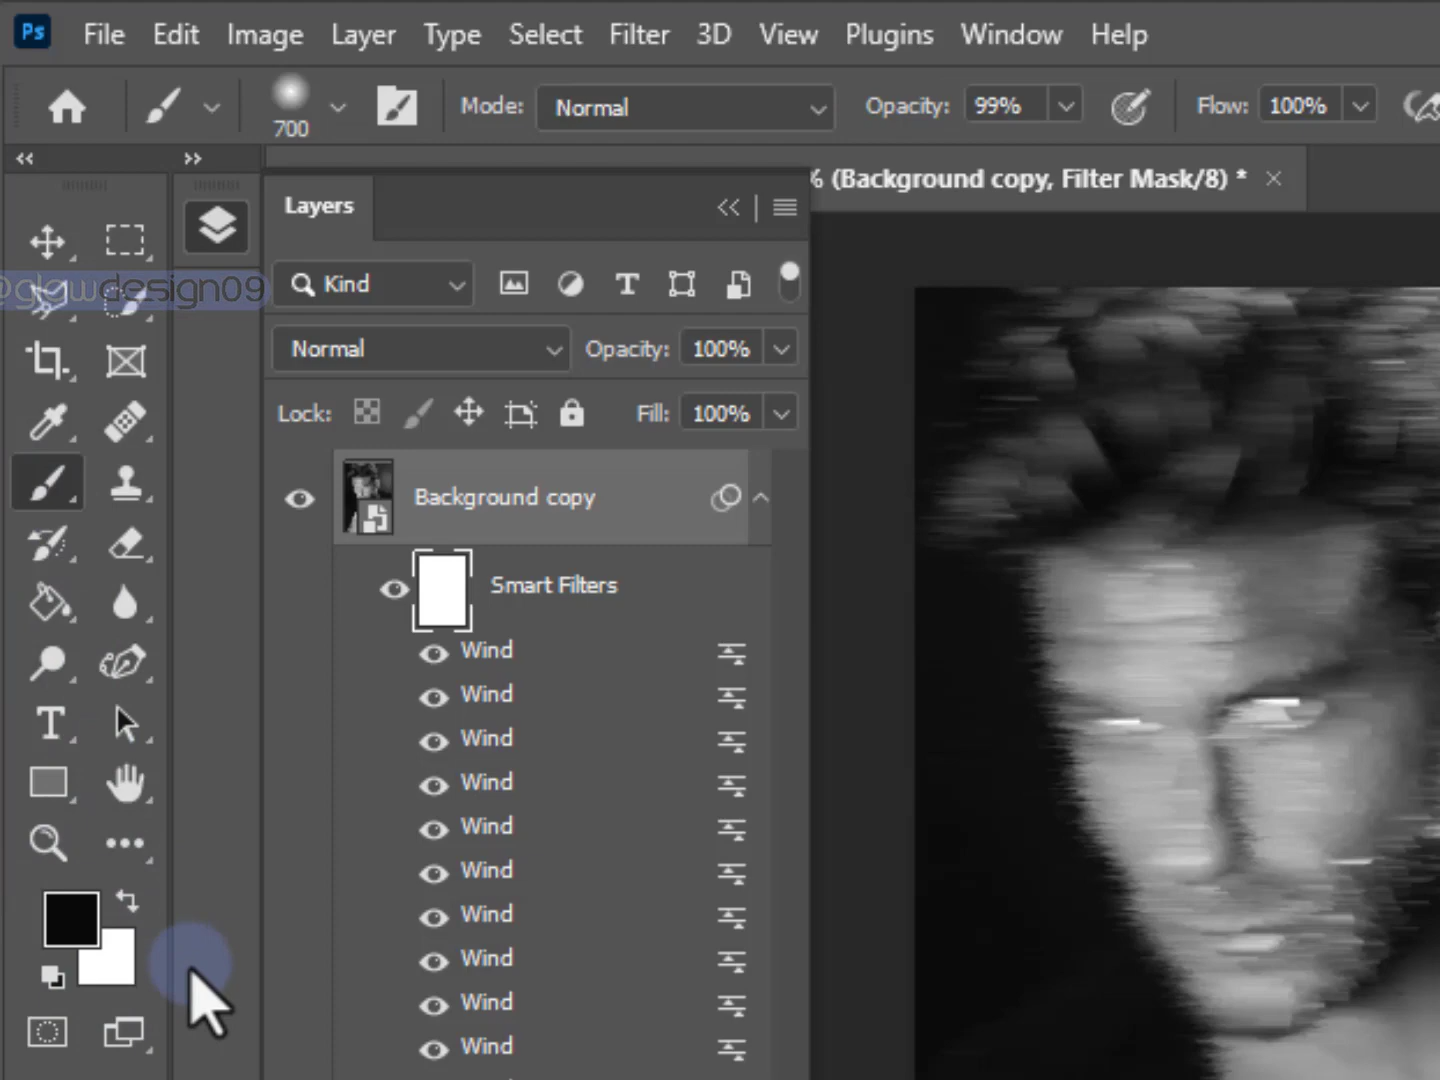 Ps File Edit Image Layer Type Select Filter 3D View Plugins Window Help
700 Mode: Normal Opacity: 99% Flow: 100%
% (Background copy, Filter Mask/8) * ×
Layers
@glowdesign09
Kind
Normal Opacity: 100%
Lock: Fill: 100%
Background copy
Smart Filters
Wind
Wind
Wind
Wind
Wind
Wind
Wind
Wind
Wind
Wind